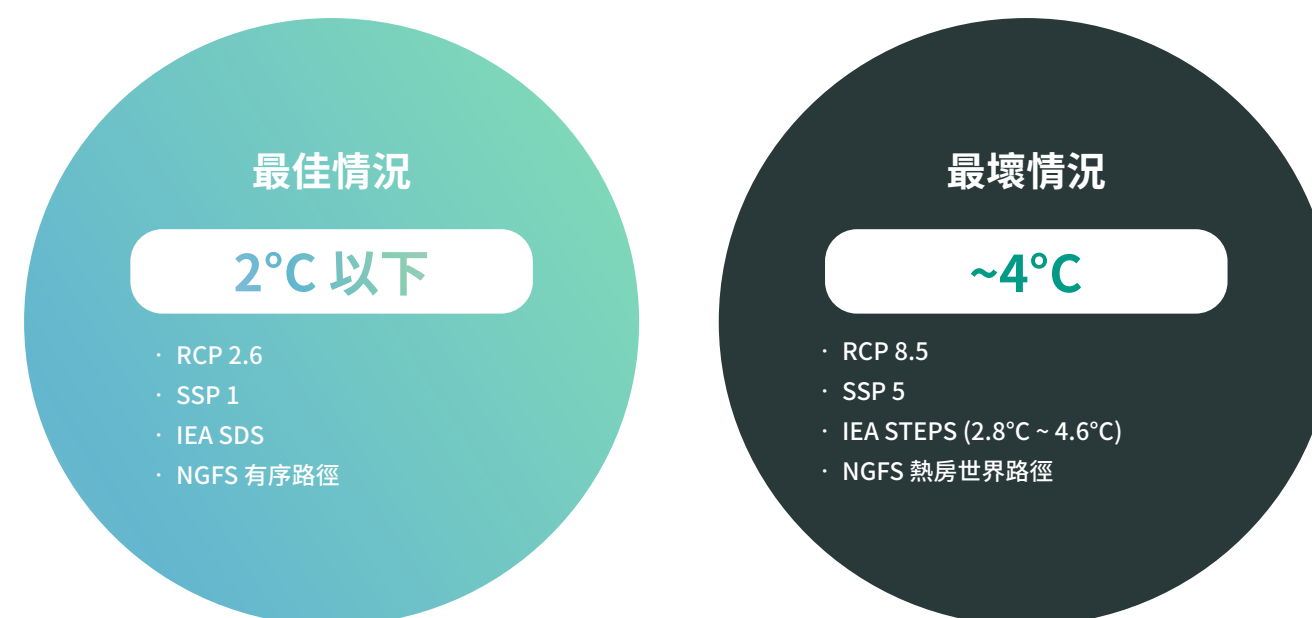 最佳情況
2°C 以下
· RCP 2.6
· SSP 1
· IEA SDS
· NGFS 有序路徑
最壞情況
~4°C
· RCP 8.5
· SSP 5
· IEA STEPS (2.8°C ~ 4.6°C)
· NGFS 熱房世界路徑